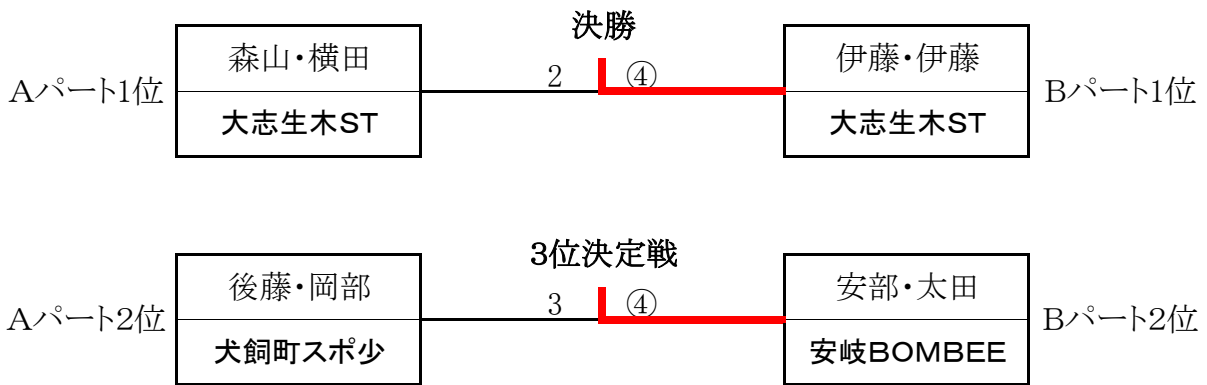 決勝
森山・横田
伊藤・伊藤
Aパート1位
2
④
Bパート1位
大志生木ST
大志生木ST
3位決定戦
後藤・岡部
安部・太田
Aパート2位
3
④
Bパート2位
犬飼町スポ少
安岐BOMBEE